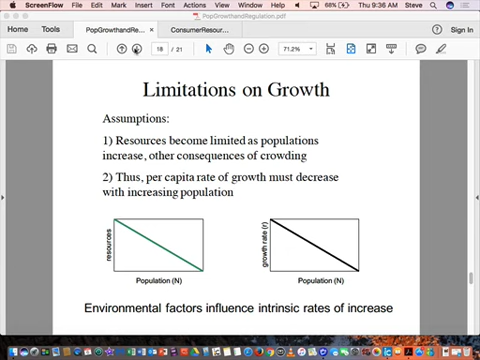 ScreenFlow File Edit Actions Arrange Font View Window Help Thu 9:36 AM Steve
PopGrowthandRegulation.pdf
Home Tools PopGrowthandRe... × ConsumerResour... Sign In
18 / 21 71.2%
Limitations on Growth
Assumptions:
1) Resources become limited as populations
increase, other consequences of crowding
2) Thus, per capita rate of growth must decrease
with increasing population
resources
Population (N)
growth rate (r)
Population (N)
Environmental factors influence intrinsic rates of increase